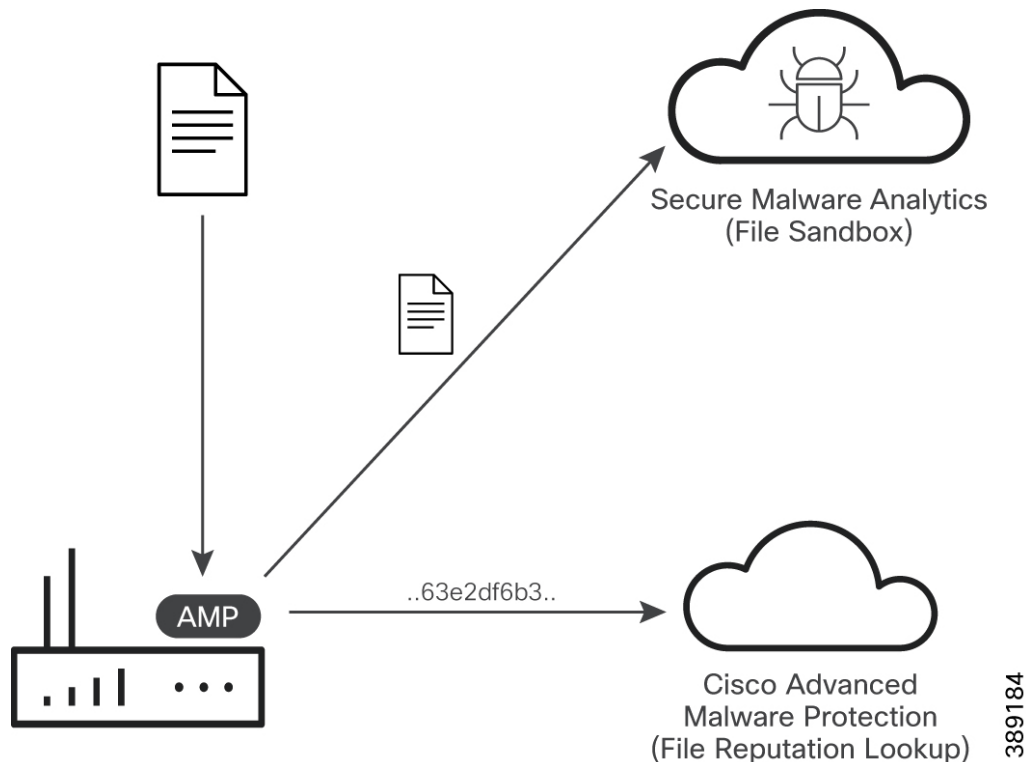 Secure Malware Analytics
(File Sandbox)
..63e2df6b3..
AMP
Cisco Advanced
Malware Protection
(File Reputation Lookup)
389184